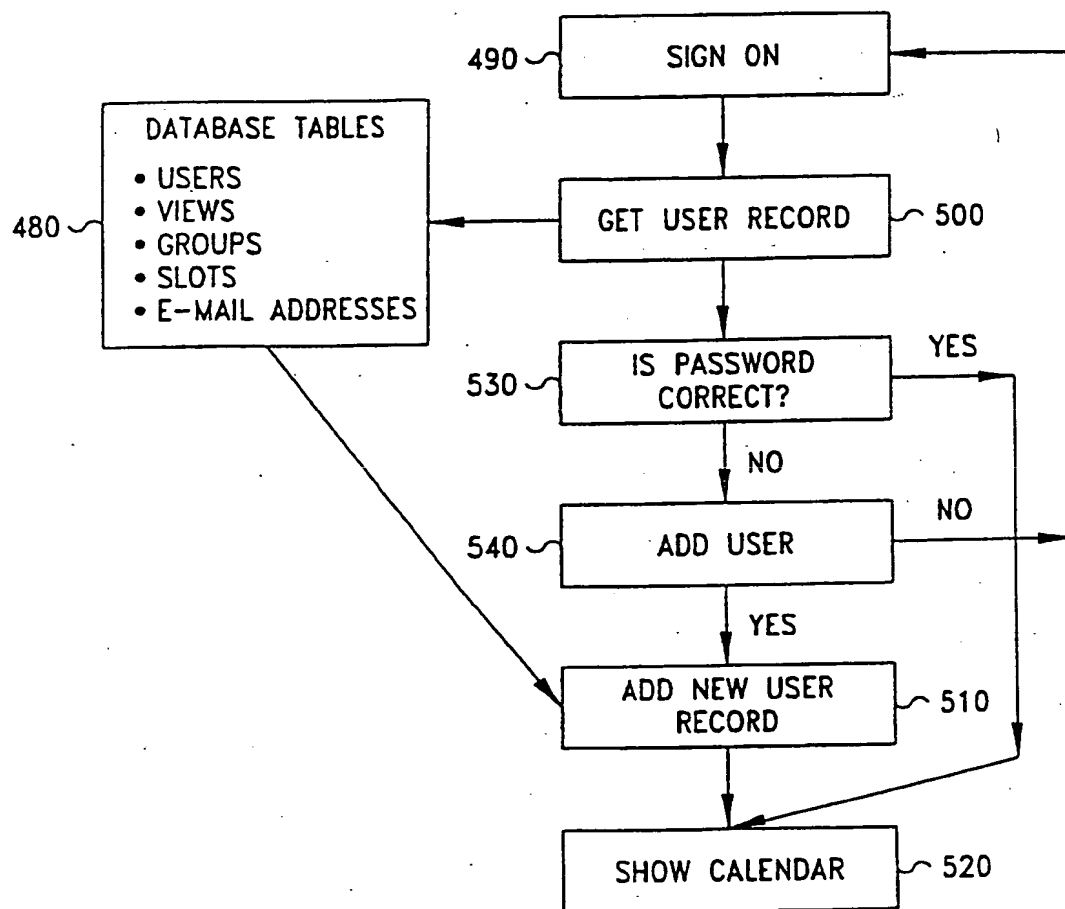 490
SIGN ON
DATABASE TABLES
• USERS
• VIEWS
• GROUPS
• SLOTS
• E-MAIL ADDRESSES
480
GET USER RECORD
500
530
IS PASSWORD
CORRECT?
YES
NO
540
ADD USER
NO
YES
ADD NEW USER
RECORD
510
SHOW CALENDAR
520